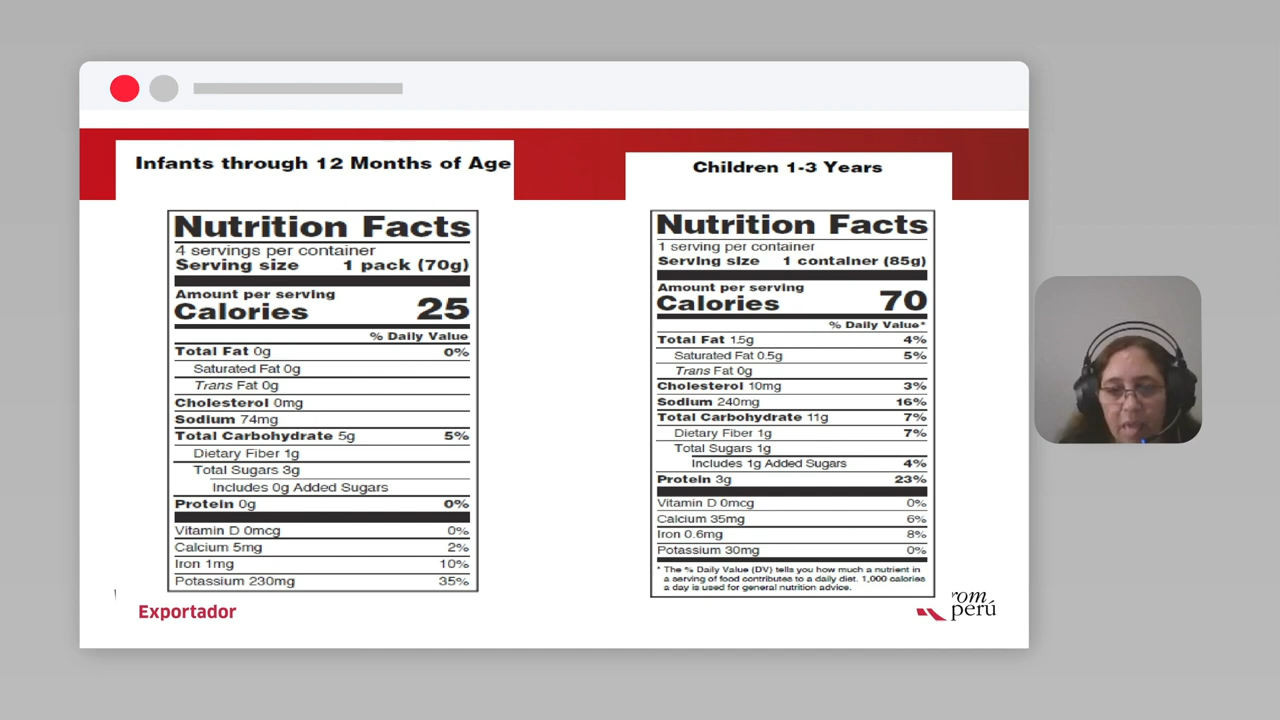 Infants through 12 Months of Age
Nutrition Facts
4 servings per container
Serving size 1 pack (70g)
Amount per serving
Calories 25
% Daily Value
Total Fat 0g 0%
Saturated Fat 0g
Trans Fat 0g
Cholesterol 0mg
Sodium 74mg
Total Carbohydrate 5g 5%
Dietary Fiber 1g
Total Sugars 3g
Includes 0g Added Sugars
Protein 0g 0%
Vitamin D 0mcg 0%
Calcium 5mg 2%
Iron 1mg 10%
Potassium 230mg 35%
Children 1-3 Years
Nutrition Facts
1 serving per container
Serving size 1 container (85g)
Amount per serving
Calories 70
% Daily Value*
Total Fat 1.5g 4%
Saturated Fat 0.5g 5%
Trans Fat 0g
Cholesterol 10mg 3%
Sodium 240mg 16%
Total Carbohydrate 11g 7%
Dietary Fiber 1g 7%
Total Sugars 1g
Includes 1g Added Sugars 4%
Protein 3g 23%
Vitamin D 0mcg 0%
Calcium 35mg 6%
Iron 0.6mg 8%
Potassium 30mg 0%
* The % Daily Value (DV) tells you how much a nutrient in
a serving of food contributes to a daily diet. 1,000 calories
a day is used for general nutrition advice.
Exportador
perú